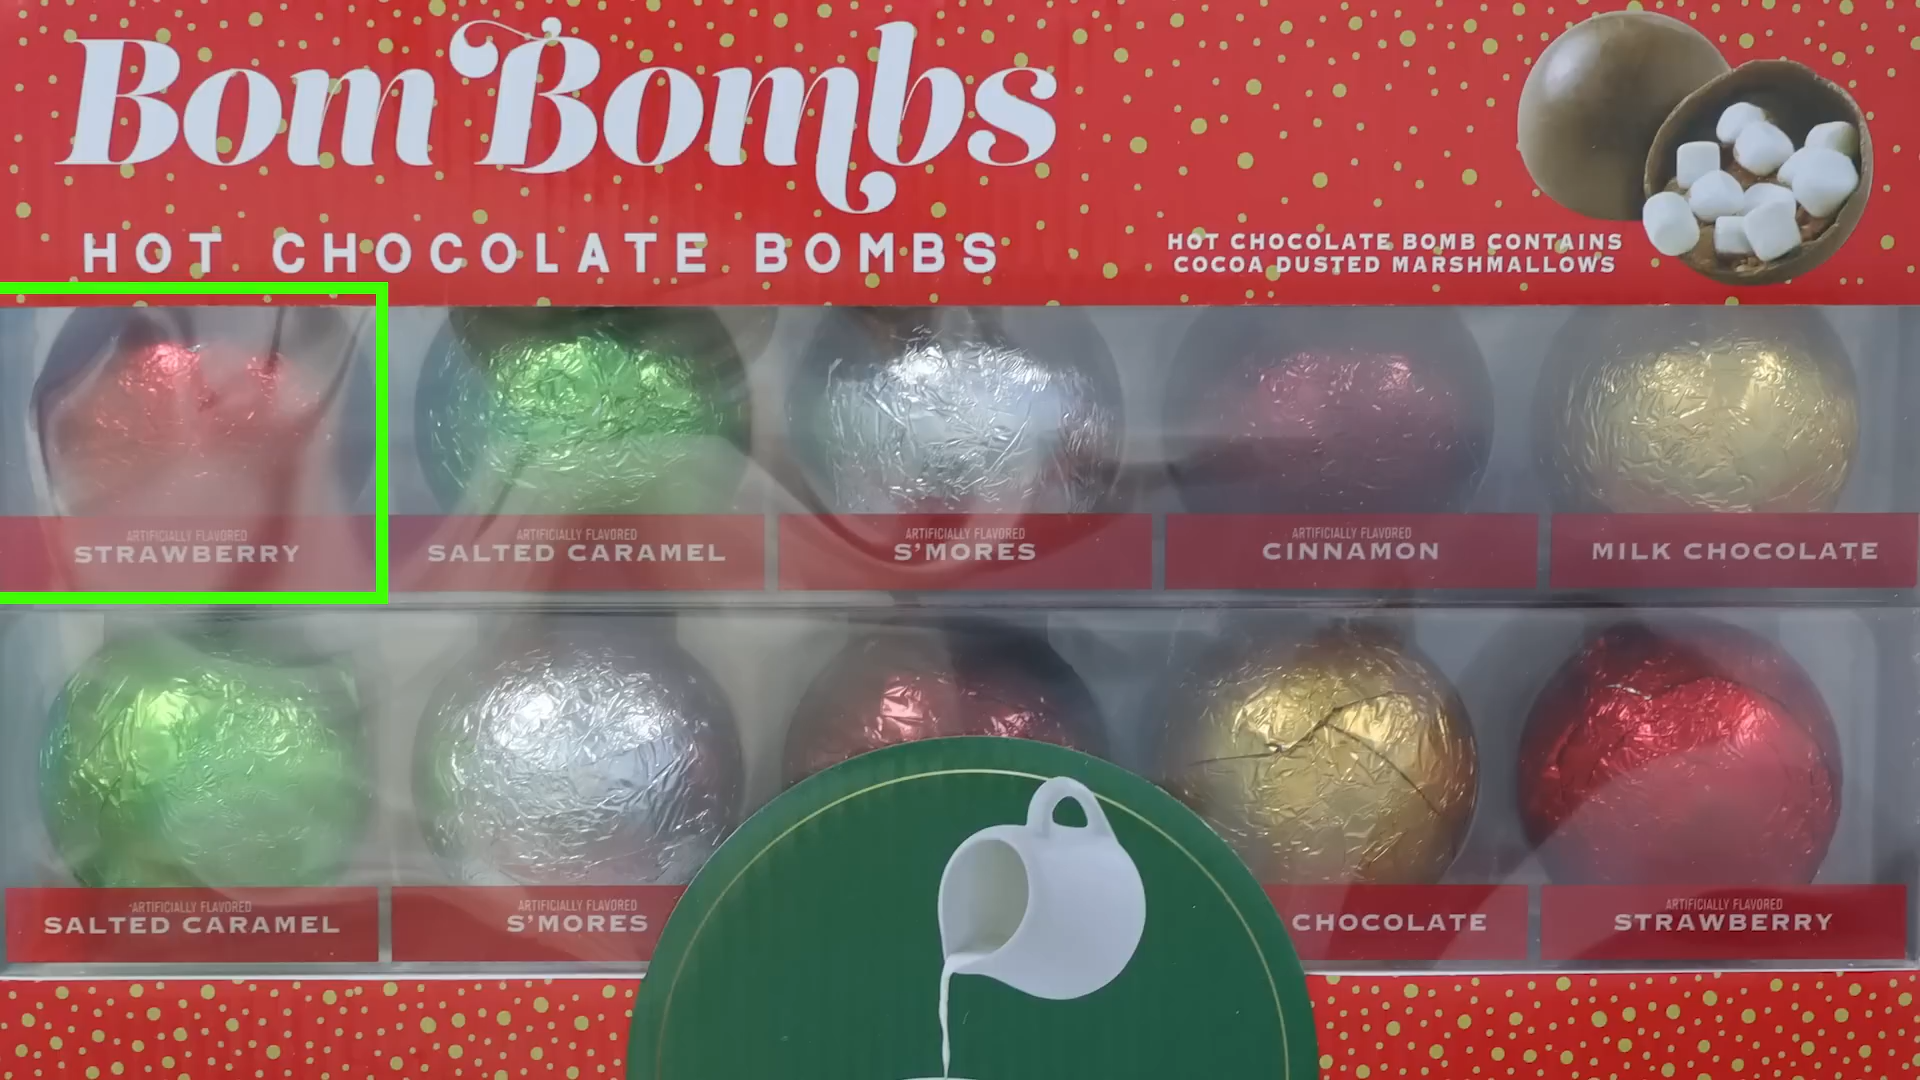 Bom Bombs
HOT CHOCOLATE BOMBS
HOT CHOCOLATE BOMB CONTAINS
COCOA DUSTED MARSHMALLOWS
ARTIFICIALLY FLAVORED
STRAWBERRY
ARTIFICIALLY FLAVORED
SALTED CARAMEL
ARTIFICIALLY FLAVORED
S'MORES
ARTIFICIALLY FLAVORED
CINNAMON
MILK CHOCOLATE
ARTIFICIALLY FLAVORED
SALTED CARAMEL
ARTIFICIALLY FLAVORED
S'MORES
CHOCOLATE
ARTIFICIALLY FLAVORED
STRAWBERRY